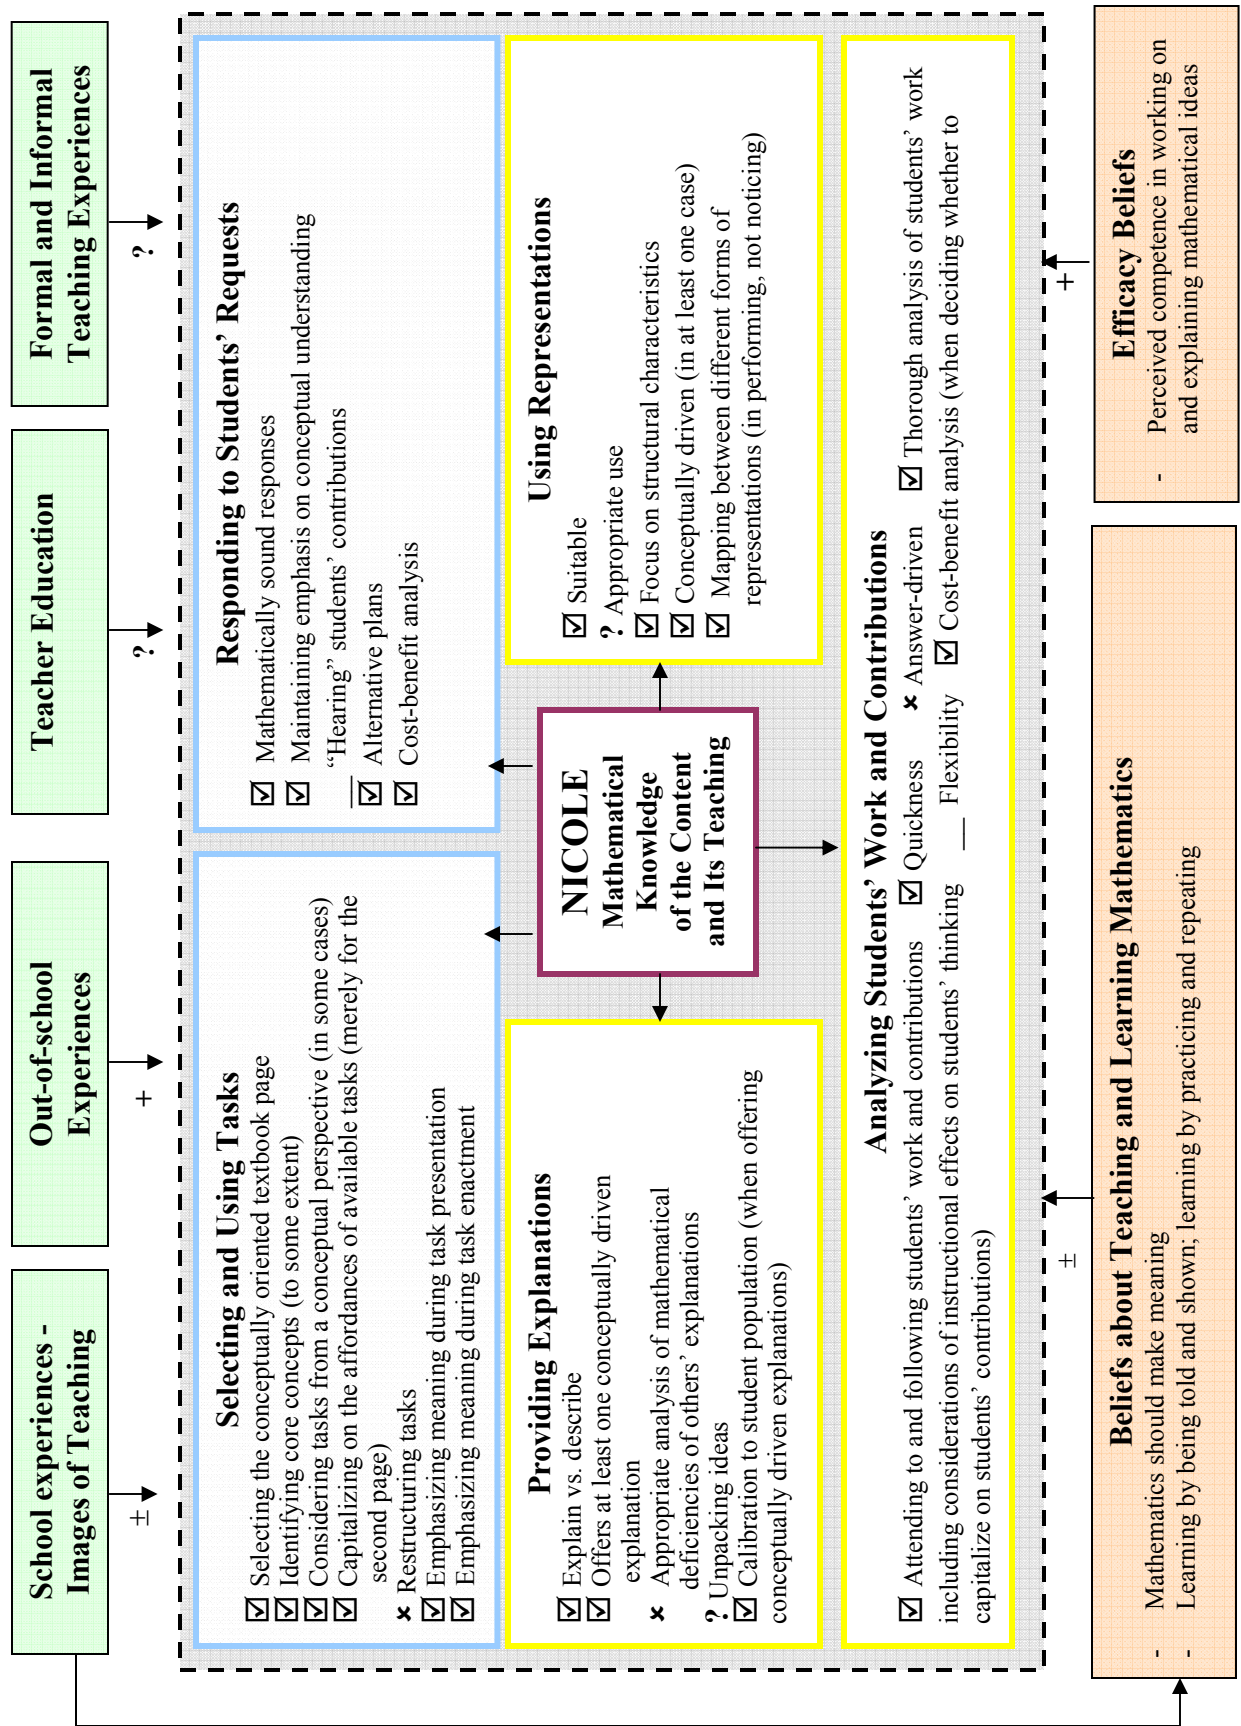 School experiences -
Images of Teaching
Out-of-school
Experiences
Teacher Education
Formal and Informal
Teaching Experiences
±
+
?
?
Selecting and Using Tasks
☑ Selecting the conceptually oriented textbook page
☑ Identifying core concepts (to some extent)
☑ Considering tasks from a conceptual perspective (in some cases)
☑ Capitalizing on the affordances of available tasks (merely for the
second page)
× Restructuring tasks
☑ Emphasizing meaning during task presentation
☑ Emphasizing meaning during task enactment
Responding to Students’ Requests
☑ Mathematically sound responses
☑ Maintaining emphasis on conceptual understanding
__ “Hearing” students’ contributions
☑ Alternative plans
☑ Cost-benefit analysis
Providing Explanations
☑ Explain vs. describe
☑ Offers at least one conceptually driven
explanation
× Appropriate analysis of mathematical
deficiencies of others’ explanations
? Unpacking ideas
☑ Calibration to student population (when offering
conceptually driven explanations)
NICOLE
Mathematical
Knowledge
of the Content
and Its Teaching
Using Representations
☑ Suitable
? Appropriate use
☑ Focus on structural characteristics
☑ Conceptually driven (in at least one case)
☑ Mapping between different forms of
representations (in performing, not noticing)
Analyzing Students’ Work and Contributions
☑ Attending to and following students’ work and contributions ☑ Quickness × Answer-driven ☑ Thorough analysis of students’ work
including considerations of instructional effects on students’ thinking __ Flexibility ☑ Cost-benefit analysis (when deciding whether to
capitalize on students’ contributions)
±
+
Beliefs about Teaching and Learning Mathematics
- Mathematics should make meaning
- Learning by being told and shown; learning by practicing and repeating
Efficacy Beliefs
- Perceived competence in working on
and explaining mathematical ideas